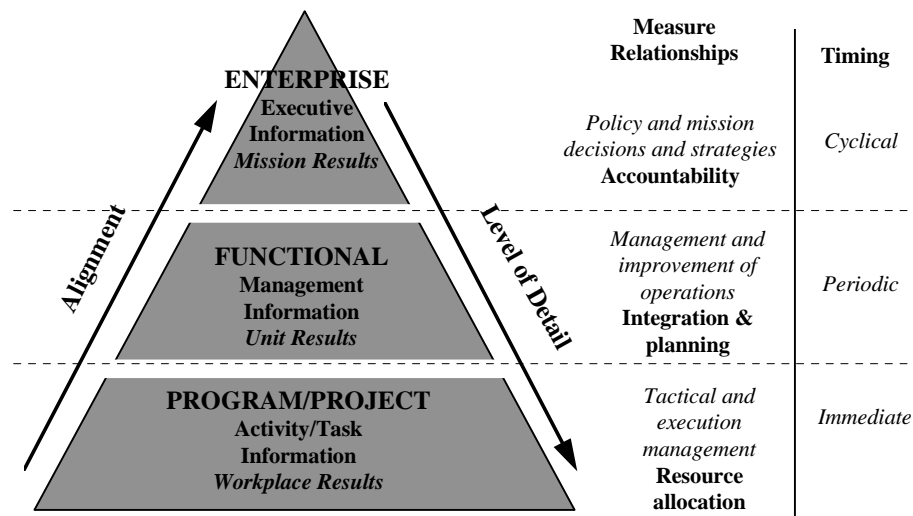 Measure
Relationships
Timing
ENTERPRISE
Executive
Information
Mission Results
Policy and mission
decisions and strategies
Accountability
Cyclical
Alignment
Level of Detail
FUNCTIONAL
Management
Information
Unit Results
Management and
improvement of
operations
Integration &
planning
Periodic
PROGRAM/PROJECT
Activity/Task
Information
Workplace Results
Tactical and
execution
management
Resource
allocation
Immediate